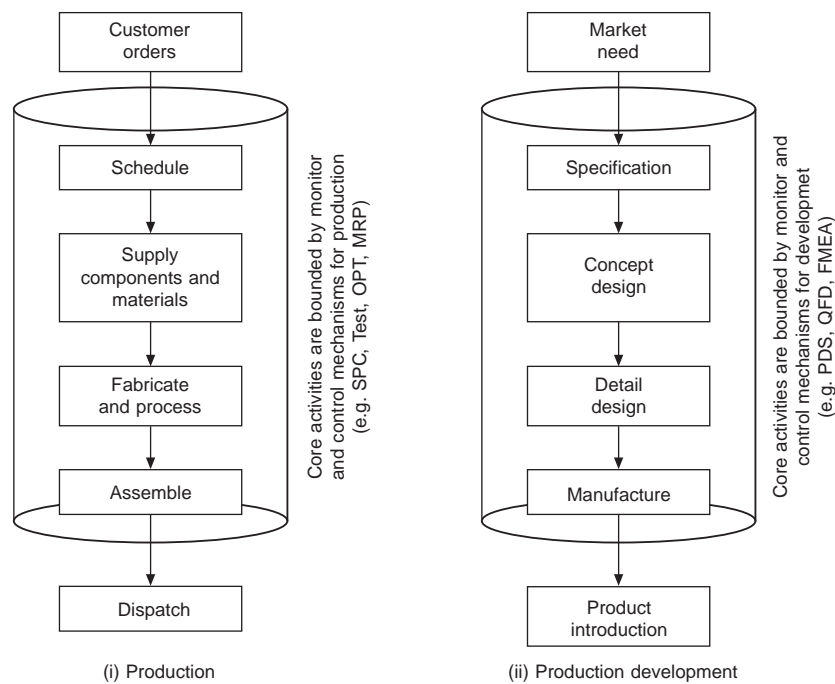 Customer
orders
Schedule
Supply
components and
materials
Fabricate
and process
Assemble
Dispatch
Core activities are bounded by monitor
and control mechanisms for production
(e.g. SPC, Test, OPT, MRP)
(i) Production
Market
need
Specification
Concept
design
Detail
design
Manufacture
Product
introduction
Core activities are bounded by monitor and
control mechanisms for developmet
(e.g. PDS, QFD, FMEA)
(ii) Production development